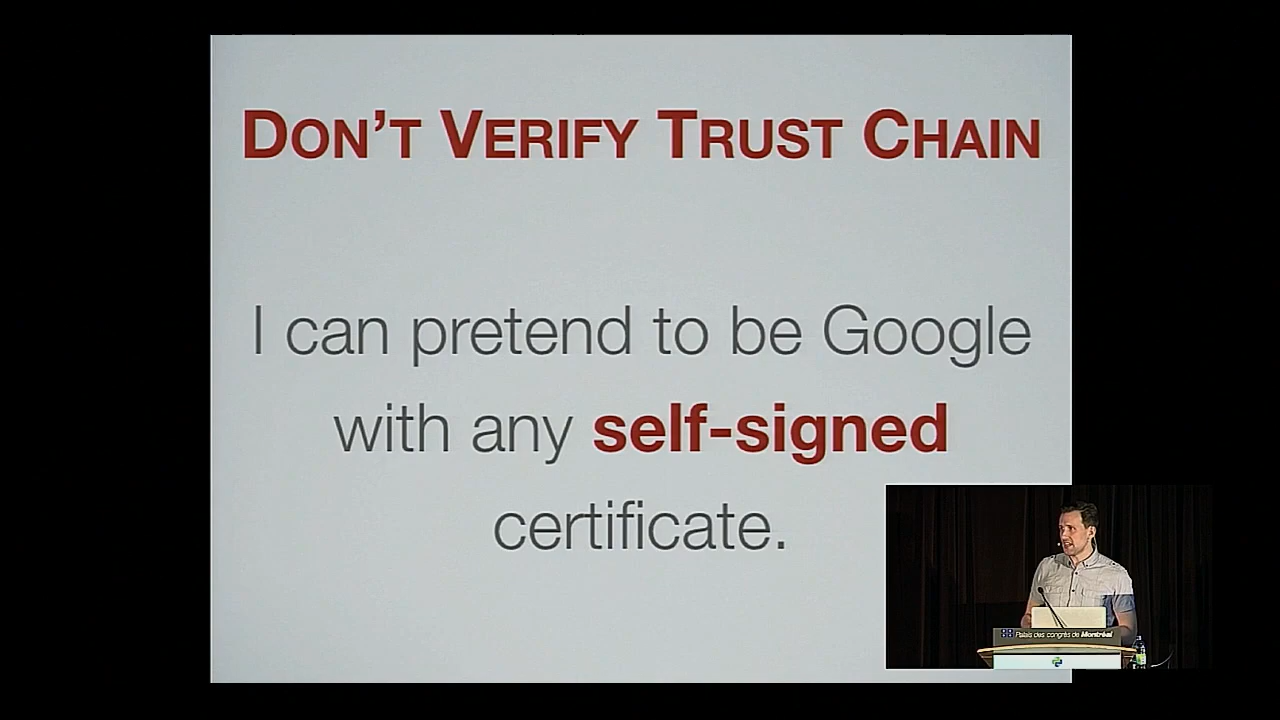 DON'T VERIFY TRUST CHAIN
I can pretend to be Google
with any self-signed
certificate.
Palais des congrès de Montréal